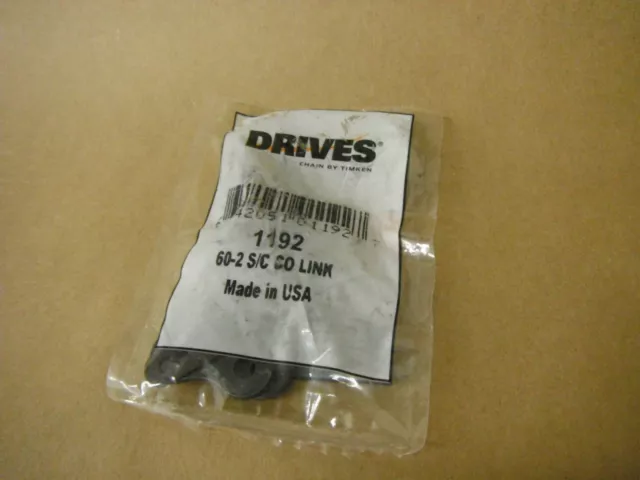 DRIVES®
CHAIN BY TIMKEN
1192
60-2 S/C CO LINK
Made in USA